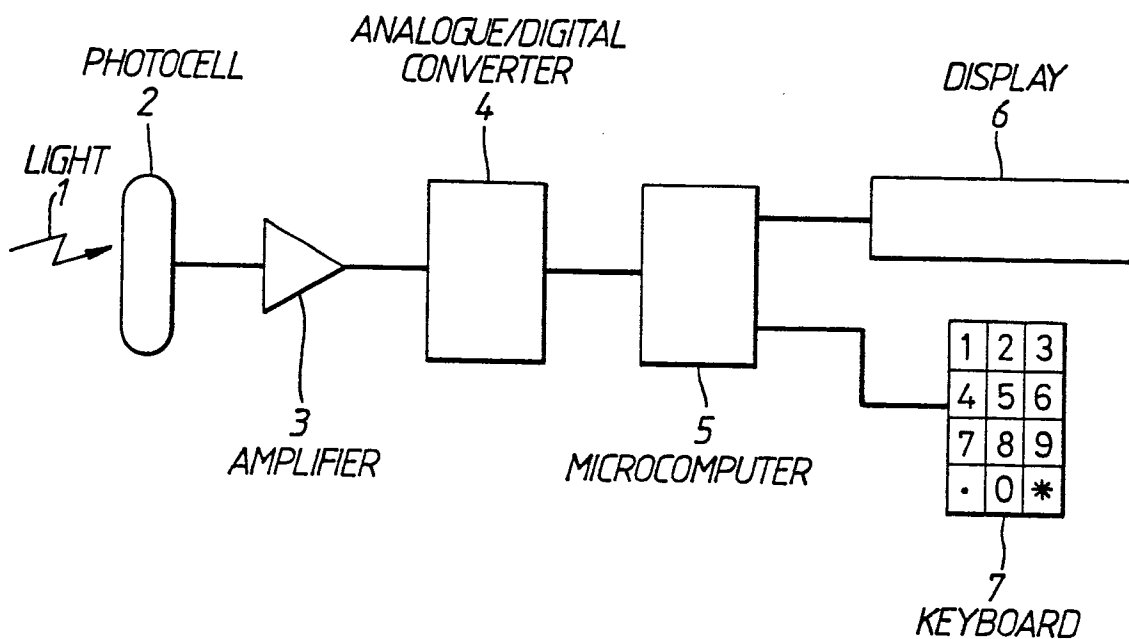 LIGHT
1
PHOTOCELL
2
3
AMPLIFIER
ANALOGUE/DIGITAL
CONVERTER
4
5
MICROCOMPUTER
DISPLAY
6
1 2 3
4 5 6
7 8 9
. 0 *
7
KEYBOARD